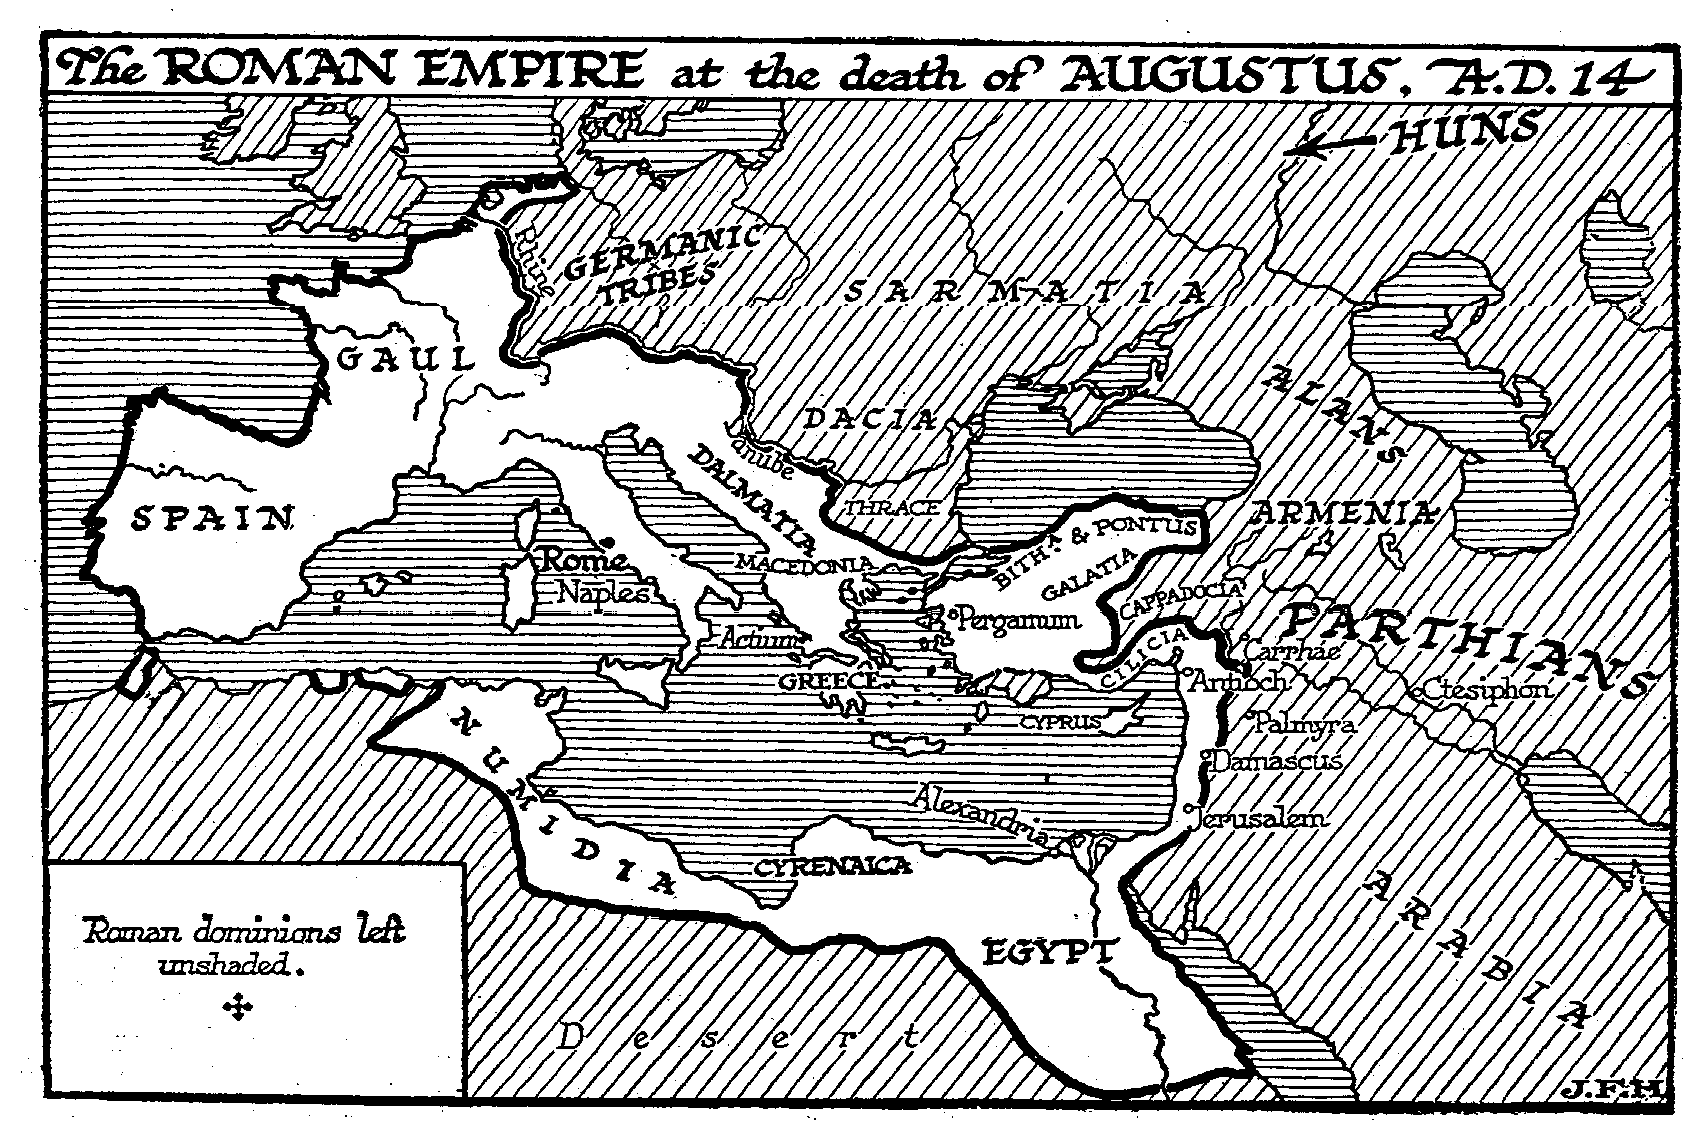 The ROMAN EMPIRE at the death of AUGUSTUS. A.D. 14
HUNS
Rhine
GERMANIC
TRIBES
SARMATIA
GAUL
ALANS
DACIA
Danube
DALMATIA
SPAIN
THRACE
ARMENIA
BITHA & PONTUS
Rome
MACEDONIA
GALATIA
Naples
CAPPADOCIA
Pergamum
PARTHIANS
Actium
CILICIA
Carrhae
GREECE
Antioch
Ctesiphon
NUMIDIA
CYPRUS
Palmyra
Damascus
Alexandria
Jerusalem
CYRENAICA
ARABIA
EGYPT
Roman dominions left
unshaded.
Desert
J.F.H.